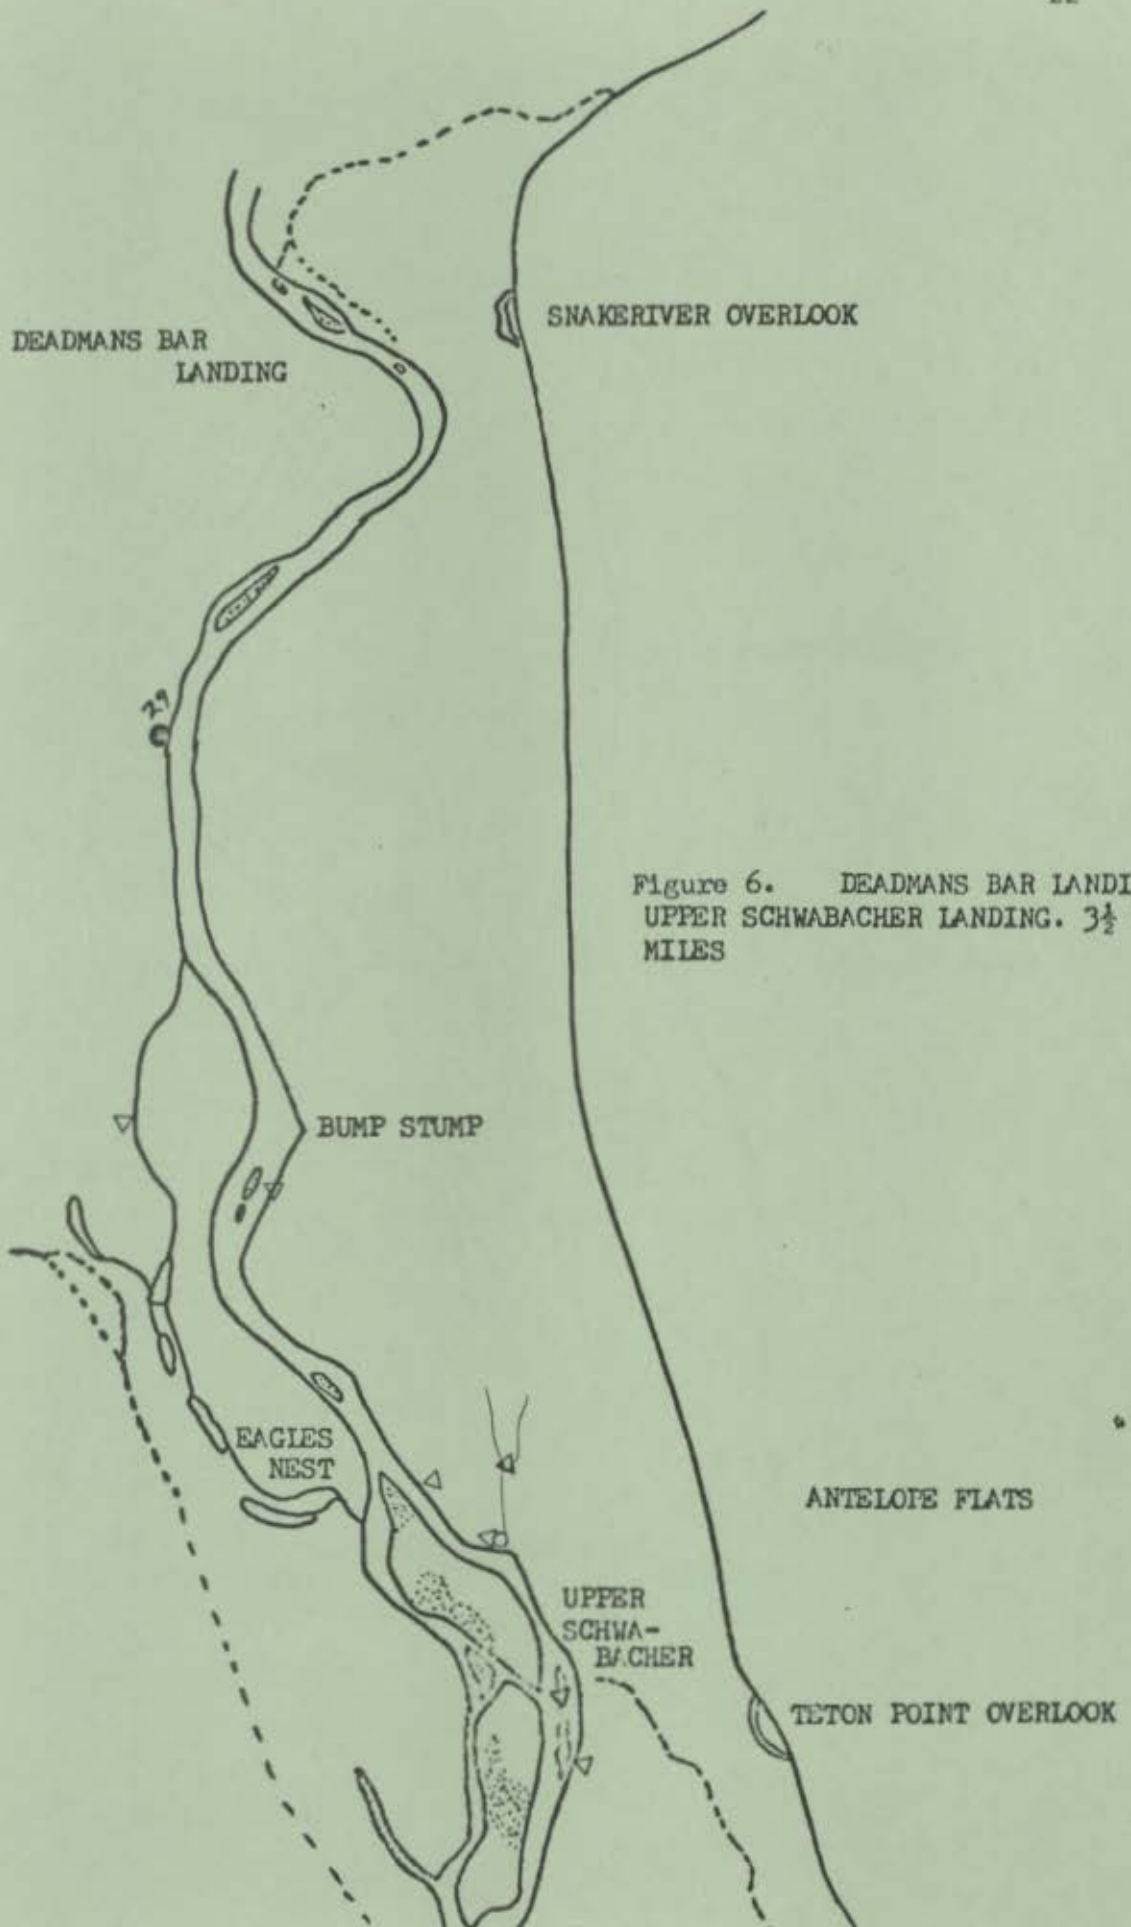 DEADMANS BAR
LANDING
SNAKERIVER OVERLOOK
29
Figure 6. DEADMANS BAR LANDI
UPPER SCHWABACHER LANDING. 3½
MILES
BUMP STUMP
EAGLES
NEST
ANTELOPE FLATS
UPPER
SCHWA-
BACHER
TETON POINT OVERLOOK